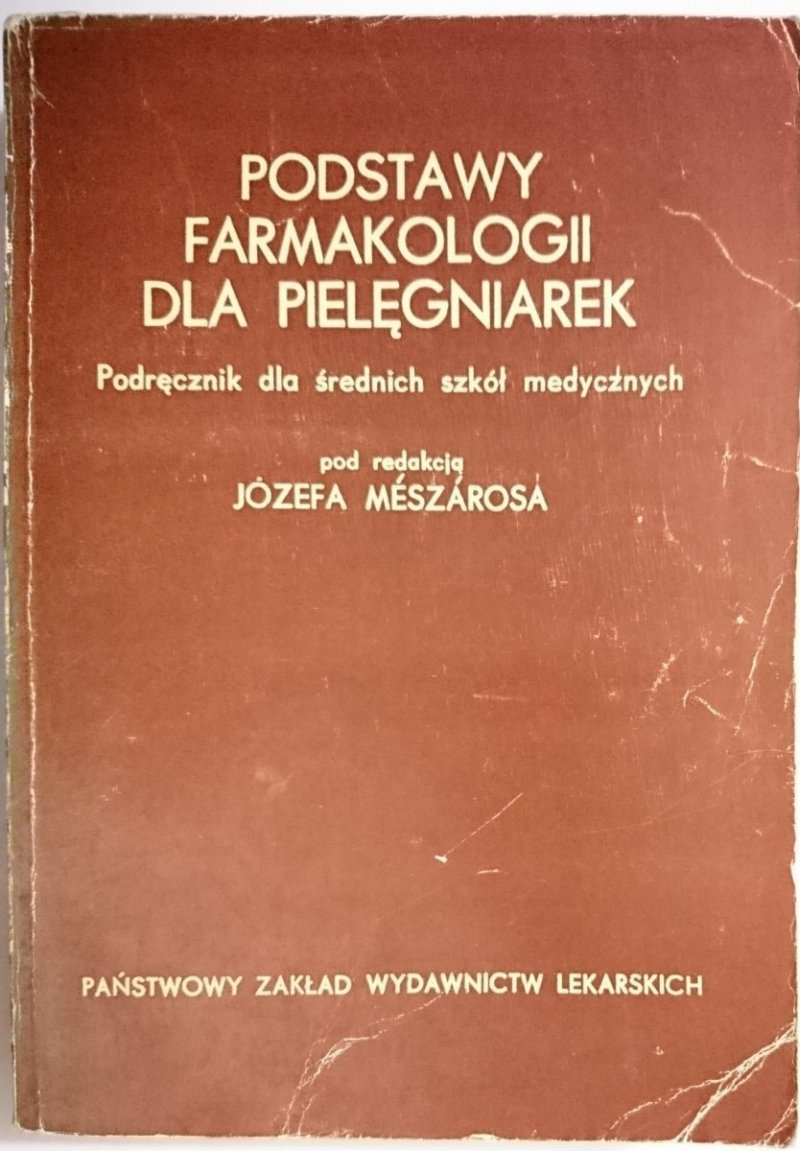 PODSTAWY
FARMAKOLOGII
DLA PIELĘGNIAREK
Podręcznik dla średnich szkół medycznych
pod redakcją
JÓZEFA MÉSZÁROSA
PAŃSTWOWY ZAKŁAD WYDAWNICTW LEKARSKICH